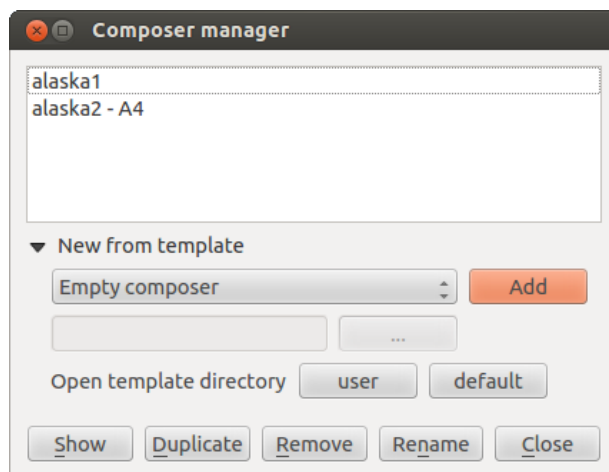 Composer manager
alaska1
alaska2 - A4
New from template
Empty composer Add
...
Open template directory user default
Show Duplicate Remove Rename Close